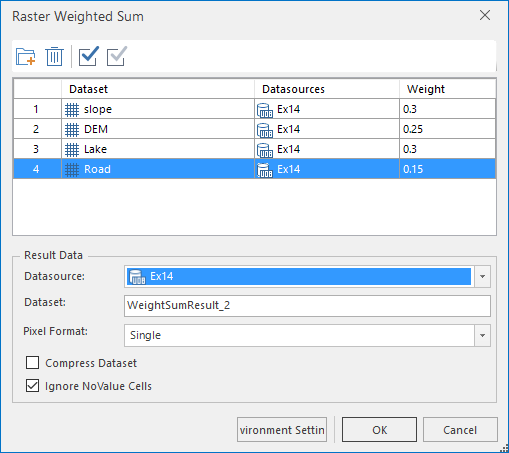 Raster Weighted Sum
Dataset Datasources Weight
1 slope Ex14 0.3
2 DEM Ex14 0.25
3 Lake Ex14 0.3
4 Road Ex14 0.15
Result Data
Datasource: Ex14
Dataset: WeightSumResult_2
Pixel Format: Single
Compress Dataset
Ignore NoValue Cells
vironment Settin OK Cancel